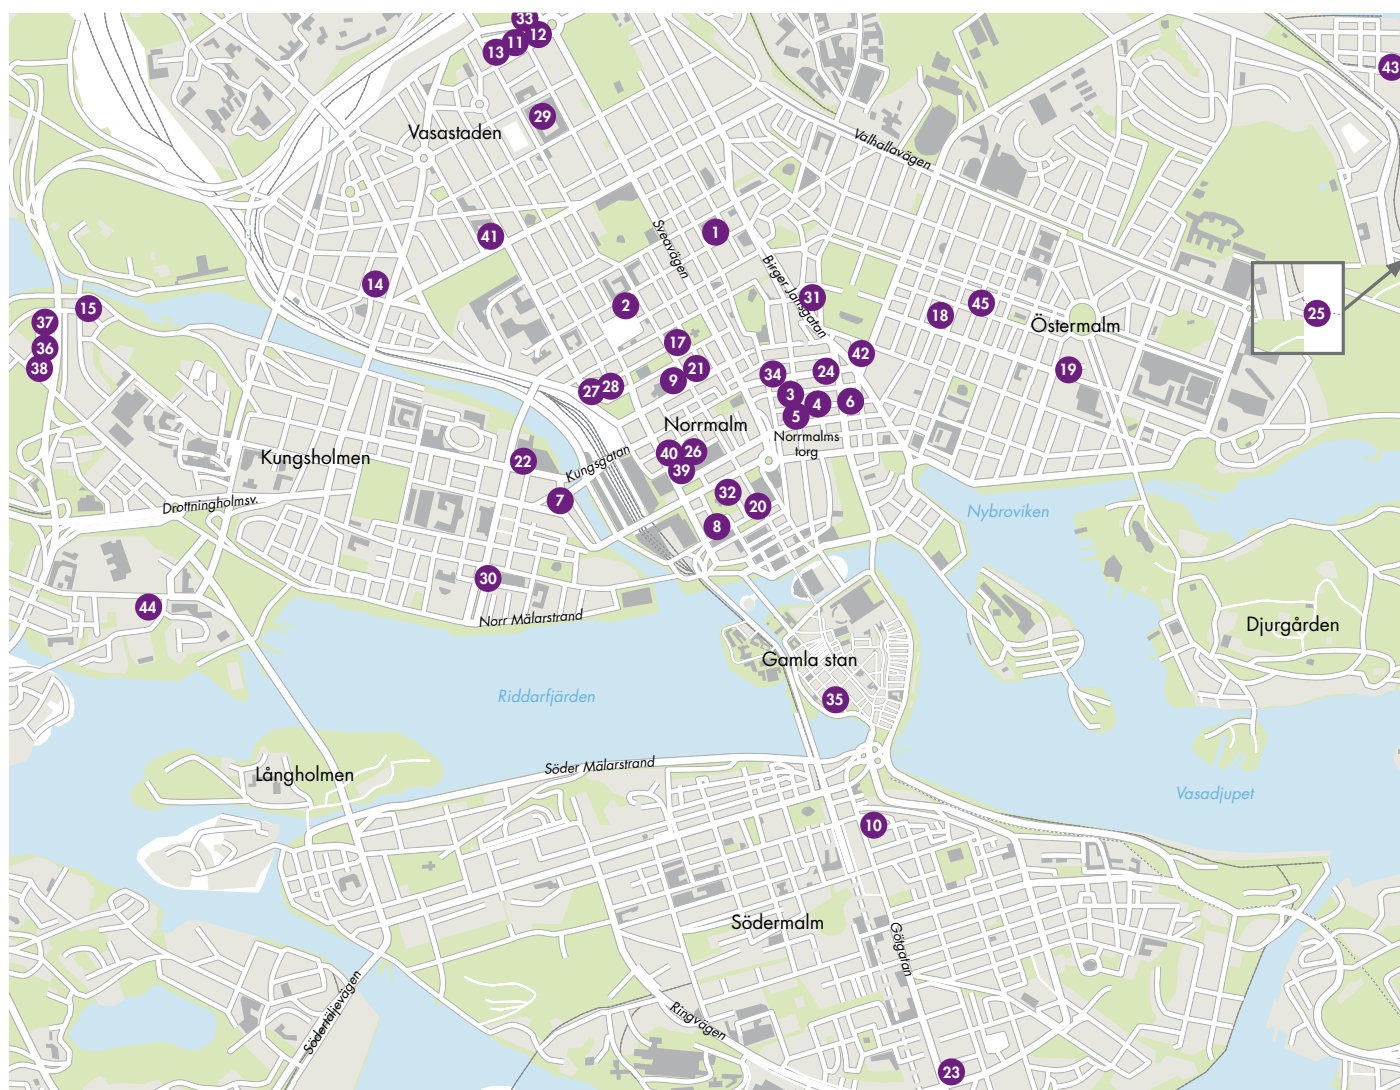 33
12
11
13
43
29
Vasastaden
Valhallavägen
1
41
Sveavägen
14
Birger Jarlsgatan
31
2
45
18
25
15
37
Östermalm
17
36
42
38
21
34
24
19
9
28
27
3
4
6
5
Norrmalm
Norrmalms
torg
40
26
Kungsholmen
22
Kungsgatan
39
32
7
Drottningholmsv.
20
Nybroviken
8
30
44
Norr Mälarstrand
Djurgården
Gamla stan
Riddarfjärden
35
Söder Mälarstrand
Långholmen
Vasadjupet
10
Södermalm
Götgatan
Södertäljevägen
Ringvägen
23